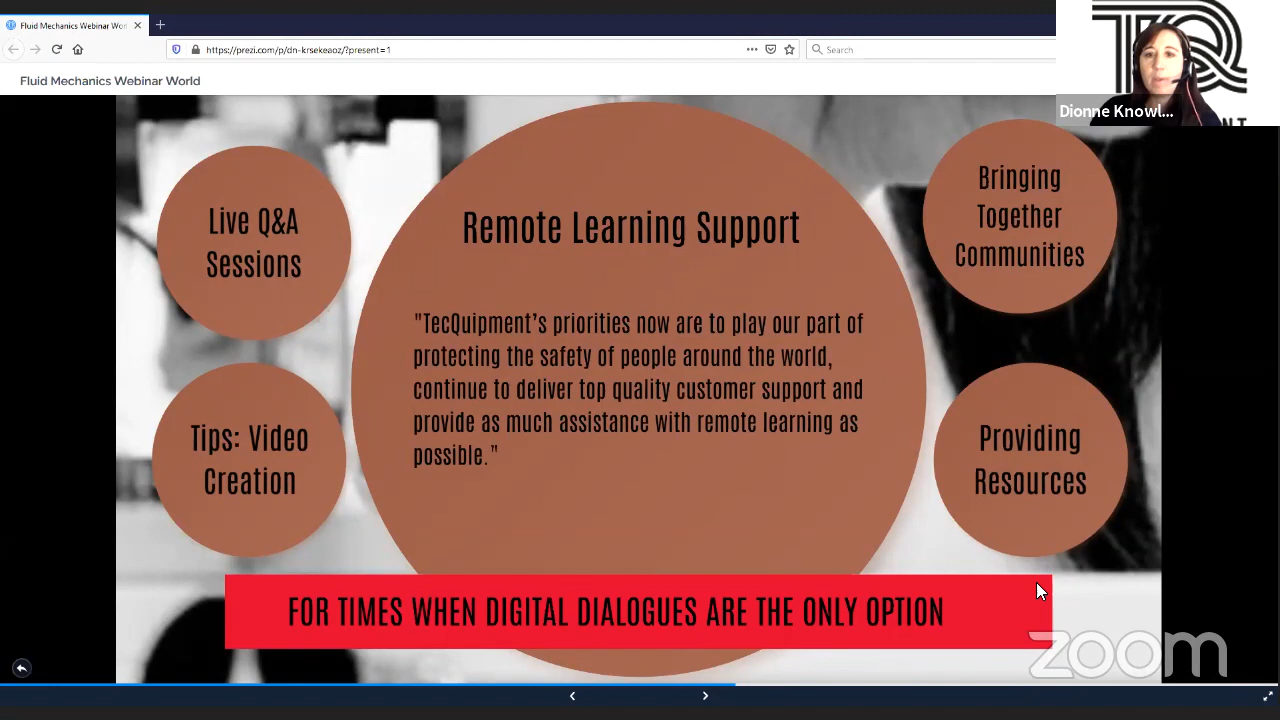 Fluid Mechanics Webinar Wor
https://prezi.com/p/dn-krsekeaoz/?present=1
Search
Fluid Mechanics Webinar World
TQ
Dionne Knowl...
NT
Live Q&A
Sessions
Tips: Video
Creation
Remote Learning Support
"TecQuipment's priorities now are to play our part of
protecting the safety of people around the world,
continue to deliver top quality customer support and
provide as much assistance with remote learning as
possible."
Bringing
Together
Communities
Providing
Resources
FOR TIMES WHEN DIGITAL DIALOGUES ARE THE ONLY OPTION
zoom